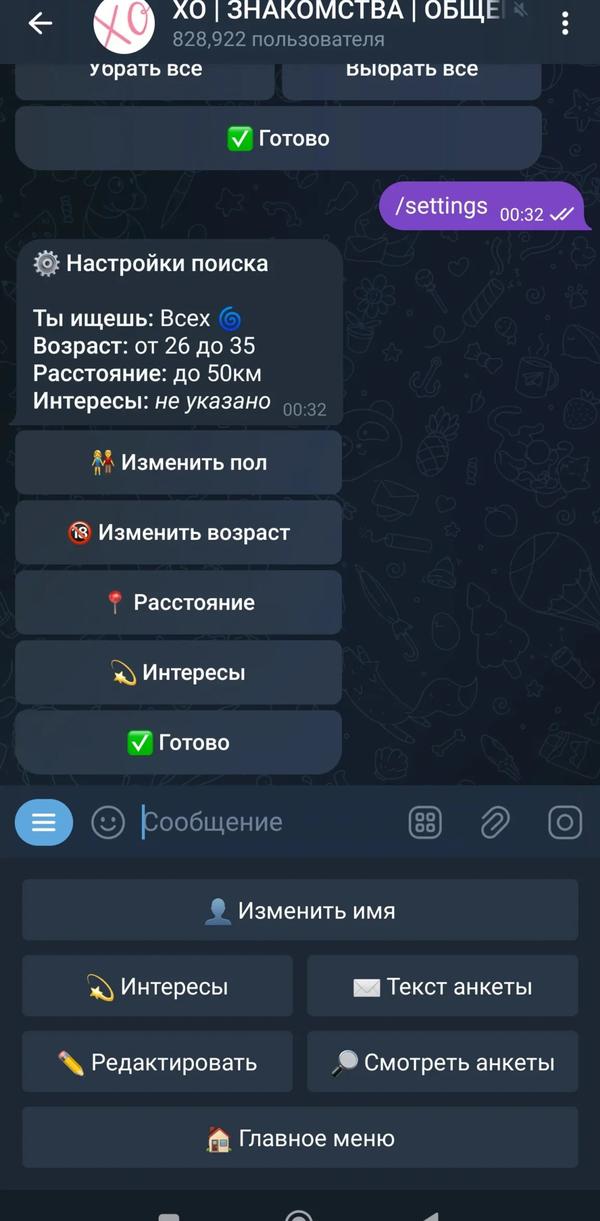 ХО | ЗНАКОМСТВА | ОБЩЕ
828,922 пользователя
Убрать все
Выбрать все
Готово
/settings 00:32
Настройки поиска
Ты ищешь: Всех
Возраст: от 26 до 35
Расстояние: до 50км
Интересы: не указано 00:32
Изменить пол
Изменить возраст
Расстояние
Интересы
Готово
Сообщение
Изменить имя
Интересы
Текст анкеты
Редактировать
Смотреть анкеты
Главное меню